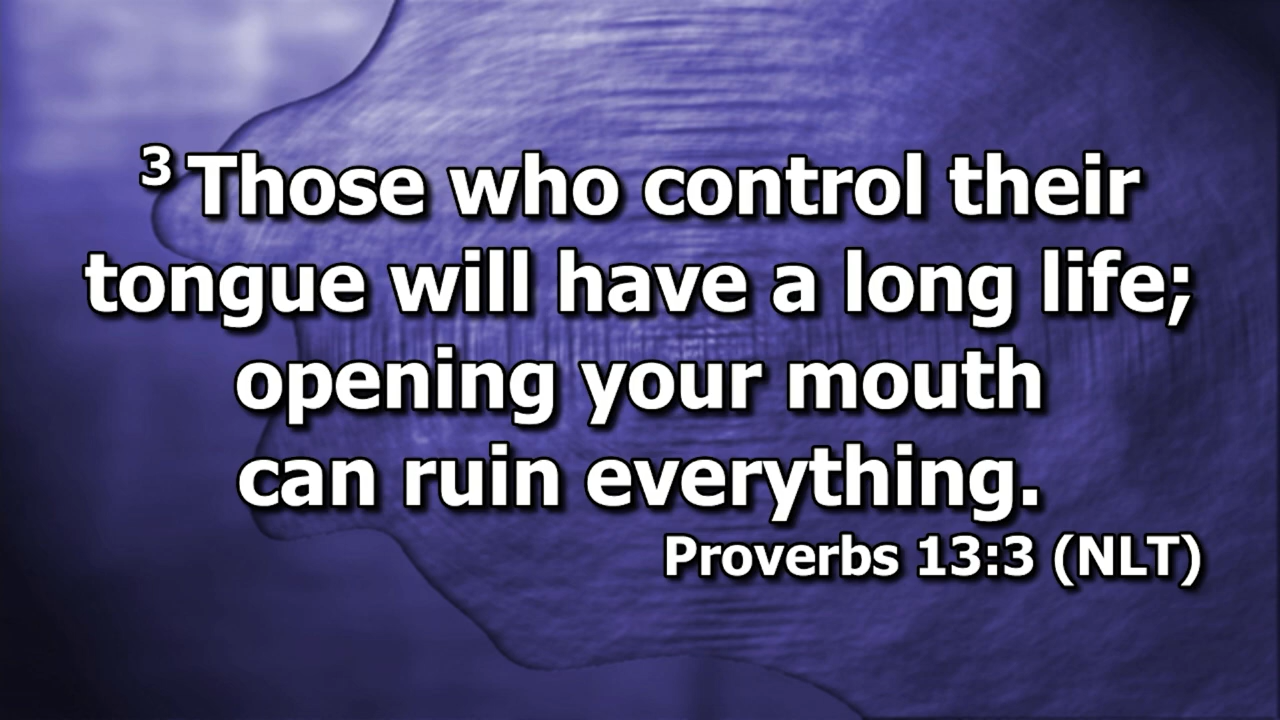 3 Those who control their
tongue will have a long life;
opening your mouth
can ruin everything.
Proverbs 13:3 (NLT)